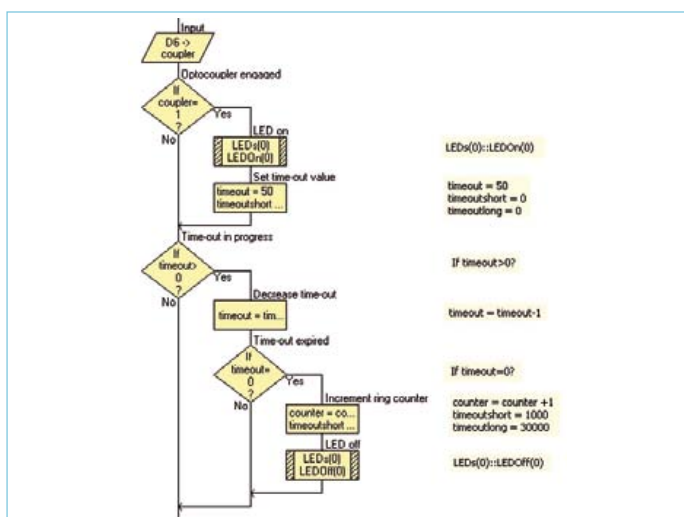 Input
D6 ->
coupler
Optocoupler engaged
If
coupler=
1
?
Yes
No
LED on
LEDs(0)
LEDOn(0)
LEDs(0)::LEDOn(0)
Set time-out value
timeout = 50
timeoutshort ...
timeout = 50
timeoutshort = 0
timeoutlong = 0
Time-out in progress
If
timeout>
0
?
Yes
No
If timeout>0?
Decrease time-out
timeout = tim...
timeout = timeout-1
Time-out expired
If
timeout=
0
?
Yes
No
If timeout=0?
Increment ring counter
counter = co...
timeoutshort ...
counter = counter +1
timeoutshort = 1000
timeoutlong = 30000
LED off
LEDs(0)
LEDOff(0)
LEDs(0)::LEDOff(0)